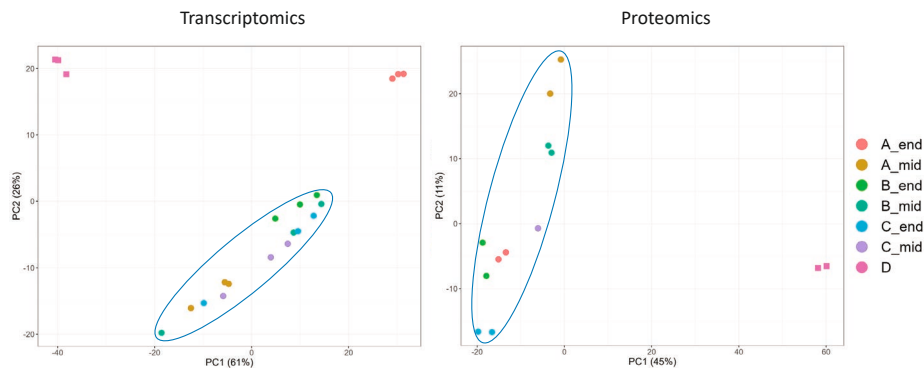 Transcriptomics
Proteomics
20
10
0
-10
-20
PC2 (26%)
-40
-20
0
20
PC1 (61%)
20
10
0
-10
PC2 (11%)
-20
0
20
40
60
PC1 (45%)
A_end
A_mid
B_end
B_mid
C_end
C_mid
D